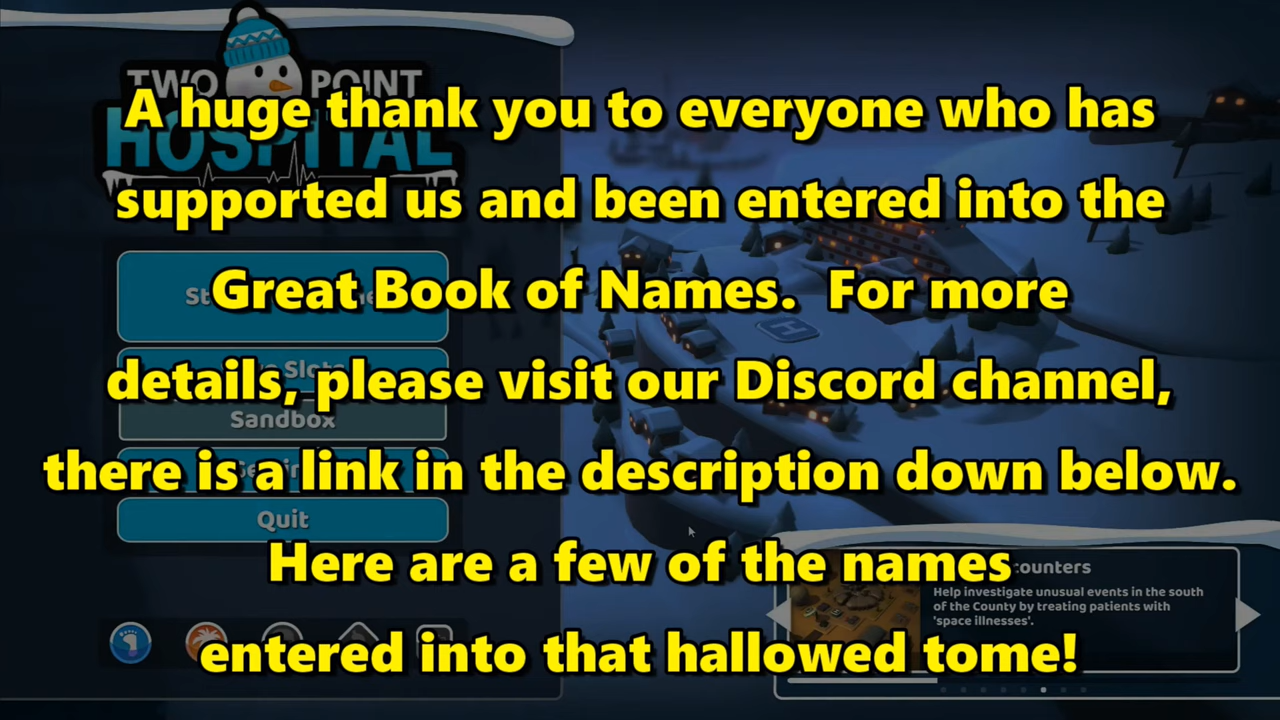 TWO POINT
HOSPITAL
A huge thank you to everyone who has
supported us and been entered into the
Great Book of Names.  For more
details, please visit our Discord channel,
there is a link in the description down below.
Here are a few of the names
entered into that hallowed tome!
Sandbox
Quit
Help investigate unusual events in the south
of the County by treating patients with
'space illnesses'.